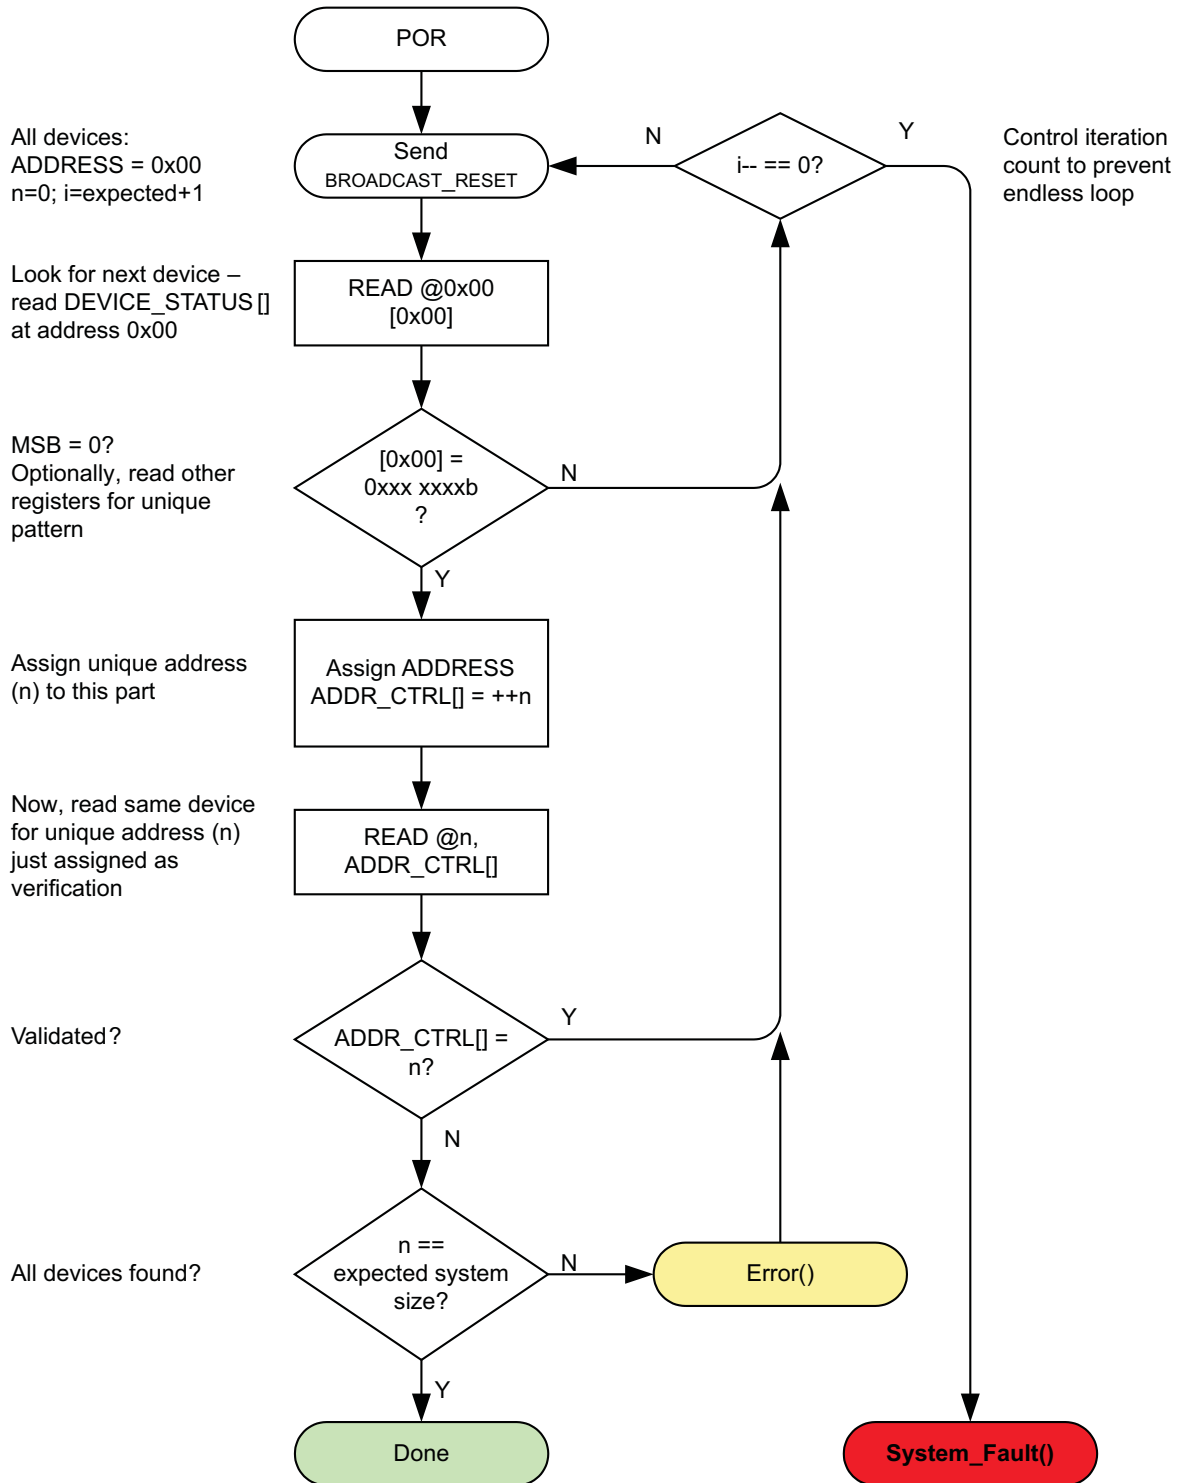 POR
All devices:
ADDRESS = 0x00
n=0; i=expected+1
Send
BROADCAST_RESET
N
i-- == 0?
Y
Control iteration
count to prevent
endless loop
Look for next device –
read DEVICE_STATUS[]
at address 0x00
READ @0x00
[0x00]
MSB = 0?
Optionally, read other
registers for unique
pattern
[0x00] =
0xxx xxxxb
?
N
Y
Assign unique address
(n) to this part
Assign ADDRESS
ADDR_CTRL[] = ++n
Now, read same device
for unique address (n)
just assigned as
verification
READ @n,
ADDR_CTRL[]
Validated?
ADDR_CTRL[] =
n?
Y
N
All devices found?
n ==
expected system
size?
N
Error()
Y
Done
System_Fault()